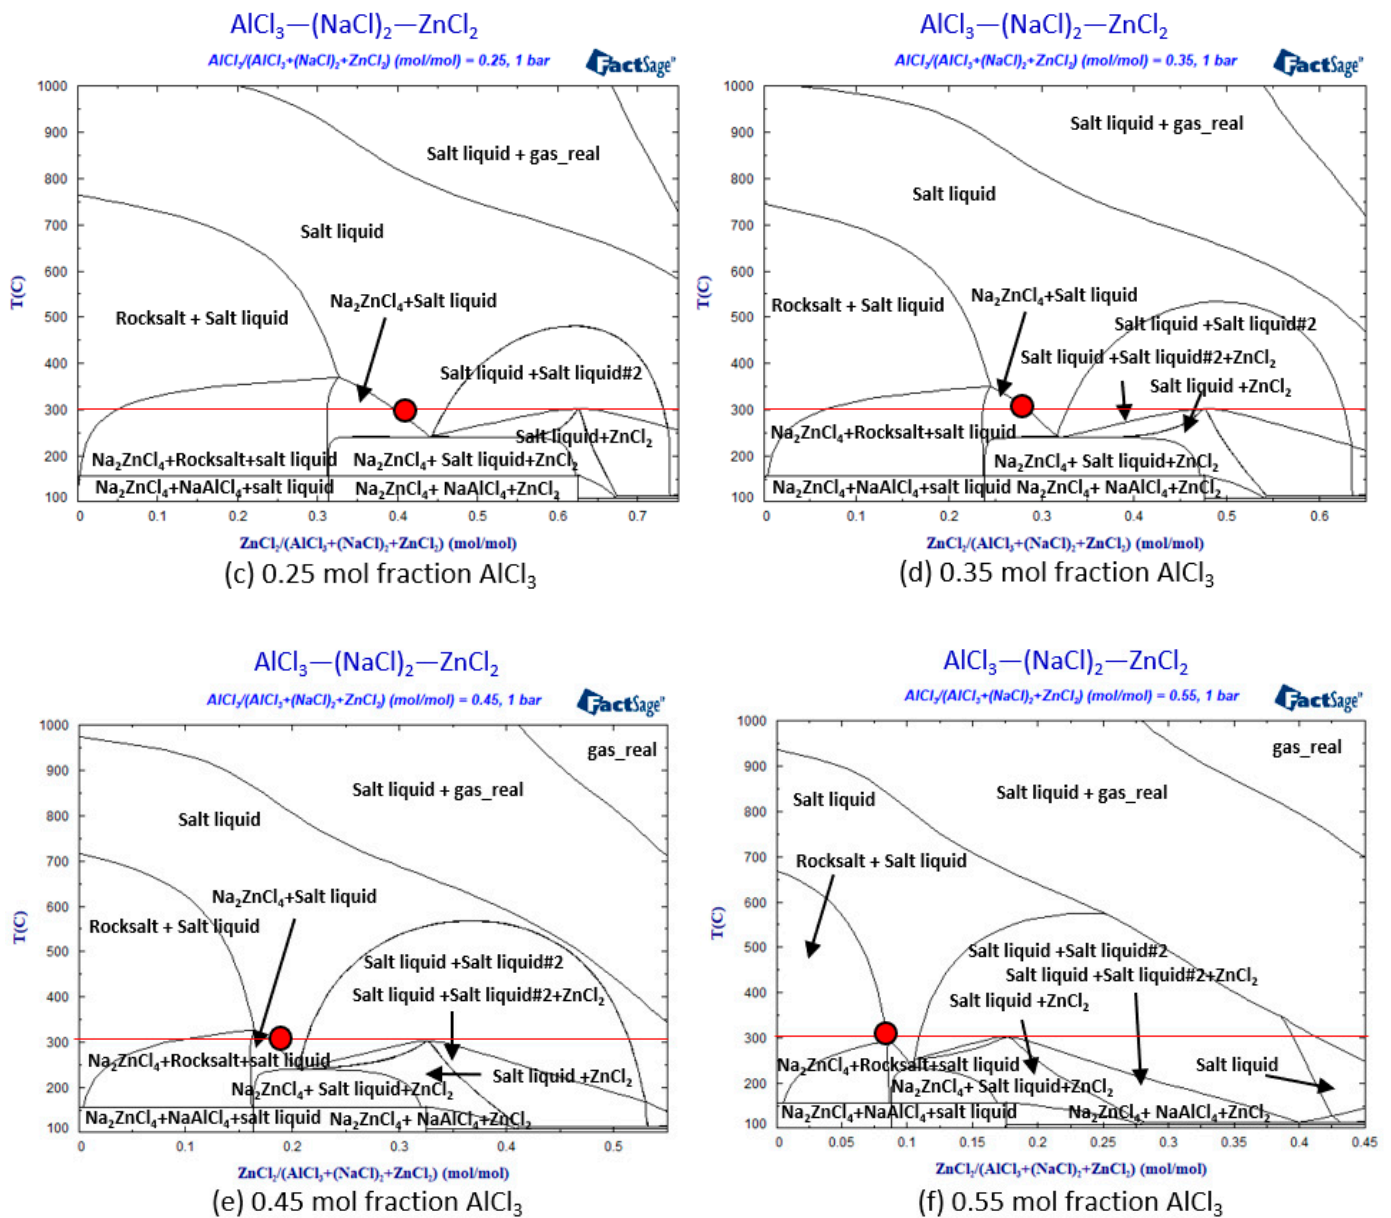 AlCl₃—(NaCl)₂—ZnCl₂
AlCl₃/(AlCl₃+(NaCl)₂+ZnCl₂) (mol/mol) = 0.25, 1 bar
FactSage™
1000
900
800
700
600
500
400
300
200
100
T(C)
Salt liquid + gas_real
Salt liquid
Na₂ZnCl₄+Salt liquid
Rocksalt + Salt liquid
Salt liquid +Salt liquid#2
Salt liquid+ZnCl₂
Na₂ZnCl₄+Rocksalt+salt liquid
Na₂ZnCl₄+ Salt liquid+ZnCl₂
Na₂ZnCl₄+NaAlCl₄+salt liquid
Na₂ZnCl₄+ NaAlCl₄+ZnCl₂
0 0.1 0.2 0.3 0.4 0.5 0.6 0.7
ZnCl₂/(AlCl₃+(NaCl)₂+ZnCl₂) (mol/mol)
(c) 0.25 mol fraction AlCl₃
AlCl₃—(NaCl)₂—ZnCl₂
AlCl₃/(AlCl₃+(NaCl)₂+ZnCl₂) (mol/mol) = 0.35, 1 bar
FactSage™
1000
900
800
700
600
500
400
300
200
100
T(C)
Salt liquid + gas_real
Salt liquid
Na₂ZnCl₄+Salt liquid
Rocksalt + Salt liquid
Salt liquid +Salt liquid#2
Salt liquid +Salt liquid#2+ZnCl₂
Salt liquid +ZnCl₂
Na₂ZnCl₄+Rocksalt+salt liquid
Na₂ZnCl₄+ Salt liquid+ZnCl₂
Na₂ZnCl₄+NaAlCl₄+salt liquid
Na₂ZnCl₄+ NaAlCl₄+ZnCl₂
0 0.1 0.2 0.3 0.4 0.5 0.6
ZnCl₂/(AlCl₃+(NaCl)₂+ZnCl₂) (mol/mol)
(d) 0.35 mol fraction AlCl₃
AlCl₃—(NaCl)₂—ZnCl₂
AlCl₃/(AlCl₃+(NaCl)₂+ZnCl₂) (mol/mol) = 0.45, 1 bar
FactSage™
1000
900
800
700
600
500
400
300
200
100
T(C)
gas_real
Salt liquid + gas_real
Salt liquid
Na₂ZnCl₄+Salt liquid
Rocksalt + Salt liquid
Salt liquid +Salt liquid#2
Salt liquid +Salt liquid#2+ZnCl₂
Na₂ZnCl₄+Rocksalt+salt liquid
Salt liquid +ZnCl₂
Na₂ZnCl₄+ Salt liquid+ZnCl₂
Na₂ZnCl₄+NaAlCl₄+salt liquid
Na₂ZnCl₄+ NaAlCl₄+ZnCl₂
0 0.1 0.2 0.3 0.4 0.5
ZnCl₂/(AlCl₃+(NaCl)₂+ZnCl₂) (mol/mol)
(e) 0.45 mol fraction AlCl₃
AlCl₃—(NaCl)₂—ZnCl₂
AlCl₃/(AlCl₃+(NaCl)₂+ZnCl₂) (mol/mol) = 0.55, 1 bar
FactSage™
1000
900
800
700
600
500
400
300
200
100
T(C)
gas_real
Salt liquid + gas_real
Salt liquid
Rocksalt + Salt liquid
Salt liquid +Salt liquid#2
Salt liquid +Salt liquid#2+ZnCl₂
Salt liquid +ZnCl₂
Na₂ZnCl₄+Rocksalt+salt liquid
Salt liquid
Na₂ZnCl₄+ Salt liquid+ZnCl₂
Na₂ZnCl₄+NaAlCl₄+salt liquid
Na₂ZnCl₄+ NaAlCl₄+ZnCl₂
0 0.05 0.1 0.15 0.2 0.25 0.3 0.35 0.4 0.45
ZnCl₂/(AlCl₃+(NaCl)₂+ZnCl₂) (mol/mol)
(f) 0.55 mol fraction AlCl₃